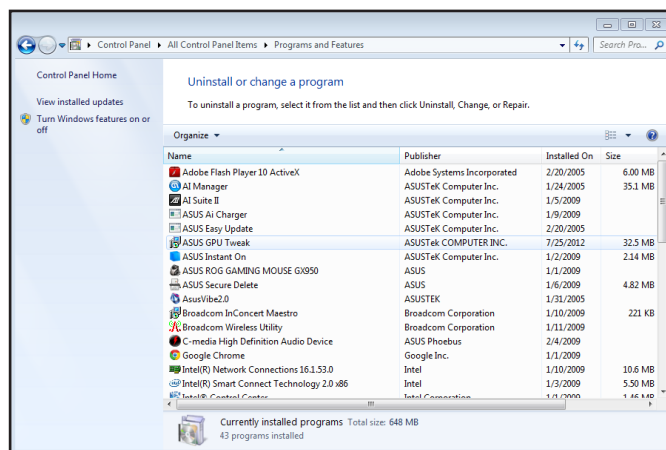 Control Panel ▸ All Control Panel Items ▸ Programs and Features
Search Pro...
Control Panel Home
View installed updates
Turn Windows features on or
off
Uninstall or change a program
To uninstall a program, select it from the list and then click Uninstall, Change, or Repair.
Organize
Name Publisher Installed On Size
Adobe Flash Player 10 ActiveX Adobe Systems Incorporated 2/20/2005 6.00 MB
AI Manager ASUSTeK Computer Inc. 1/24/2005 35.1 MB
AI Suite II ASUSTeK Computer Inc. 1/5/2009
ASUS Ai Charger ASUSTeK Computer Inc. 1/9/2009
ASUS Easy Update ASUSTeK Computer Inc. 2/20/2005
ASUS GPU Tweak ASUSTek COMPUTER INC. 7/25/2012 32.5 MB
ASUS Instant On ASUSTeK Computer Inc. 1/2/2009 2.14 MB
ASUS ROG GAMING MOUSE GX950 ASUS 1/1/2009
ASUS Secure Delete ASUS 1/6/2009 4.82 MB
AsusVibe2.0 ASUSTEK 1/31/2005
Broadcom InConcert Maestro Broadcom Corporation 1/10/2009 221 KB
Broadcom Wireless Utility Broadcom Corporation 1/11/2009
C-media High Definition Audio Device ASUS Phoebus 2/4/2009
Google Chrome Google Inc. 1/1/2009
Intel(R) Network Connections 16.1.53.0 Intel 1/10/2009 10.6 MB
Intel(R) Smart Connect Technology 2.0 x86 Intel 1/3/2009 5.50 MB
Intel® Control Center Intel Corporation 1/1/2009 1.46 MB
Currently installed programs Total size: 648 MB
43 programs installed